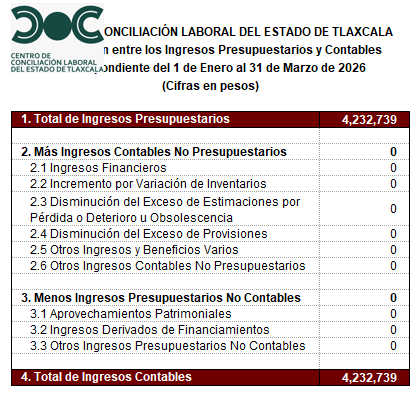 CONCILIACIÓN LABORAL DEL ESTADO DE TLAXCALA
n entre los Ingresos Presupuestarios y Contables
pondiente del 1 de Enero al 31 de Marzo de 2026
(Cifras en pesos)
CENTRO DE
CONCILIACIÓN LABORAL
DEL ESTADO DE TLAXCALA
1. Total de Ingresos Presupuestarios 4,232,739
2. Más Ingresos Contables No Presupuestarios 0
2.1 Ingresos Financieros 0
2.2 Incremento por Variación de Inventarios 0
2.3 Disminución del Exceso de Estimaciones por
Pérdida o Deterioro u Obsolescencia 0
2.4 Disminución del Exceso de Provisiones 0
2.5 Otros Ingresos y Beneficios Varios 0
2.6 Otros Ingresos Contables No Presupuestarios 0
3. Menos Ingresos Presupuestarios No Contables 0
3.1 Aprovechamientos Patrimoniales 0
3.2 Ingresos Derivados de Financiamientos 0
3.3 Otros Ingresos Presupuestarios No Contables 0
4. Total de Ingresos Contables 4,232,739